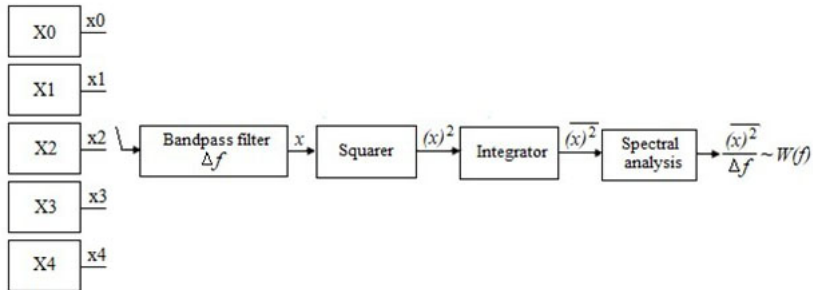 X0 x0
X1 x1
X2 x2
X3 x3
X4 x4
Bandpass filter
Δf
x
Squarer
(x)²
Integrator
(x)²
Spectral
analysis
(x)²
Δf
~ W(f)